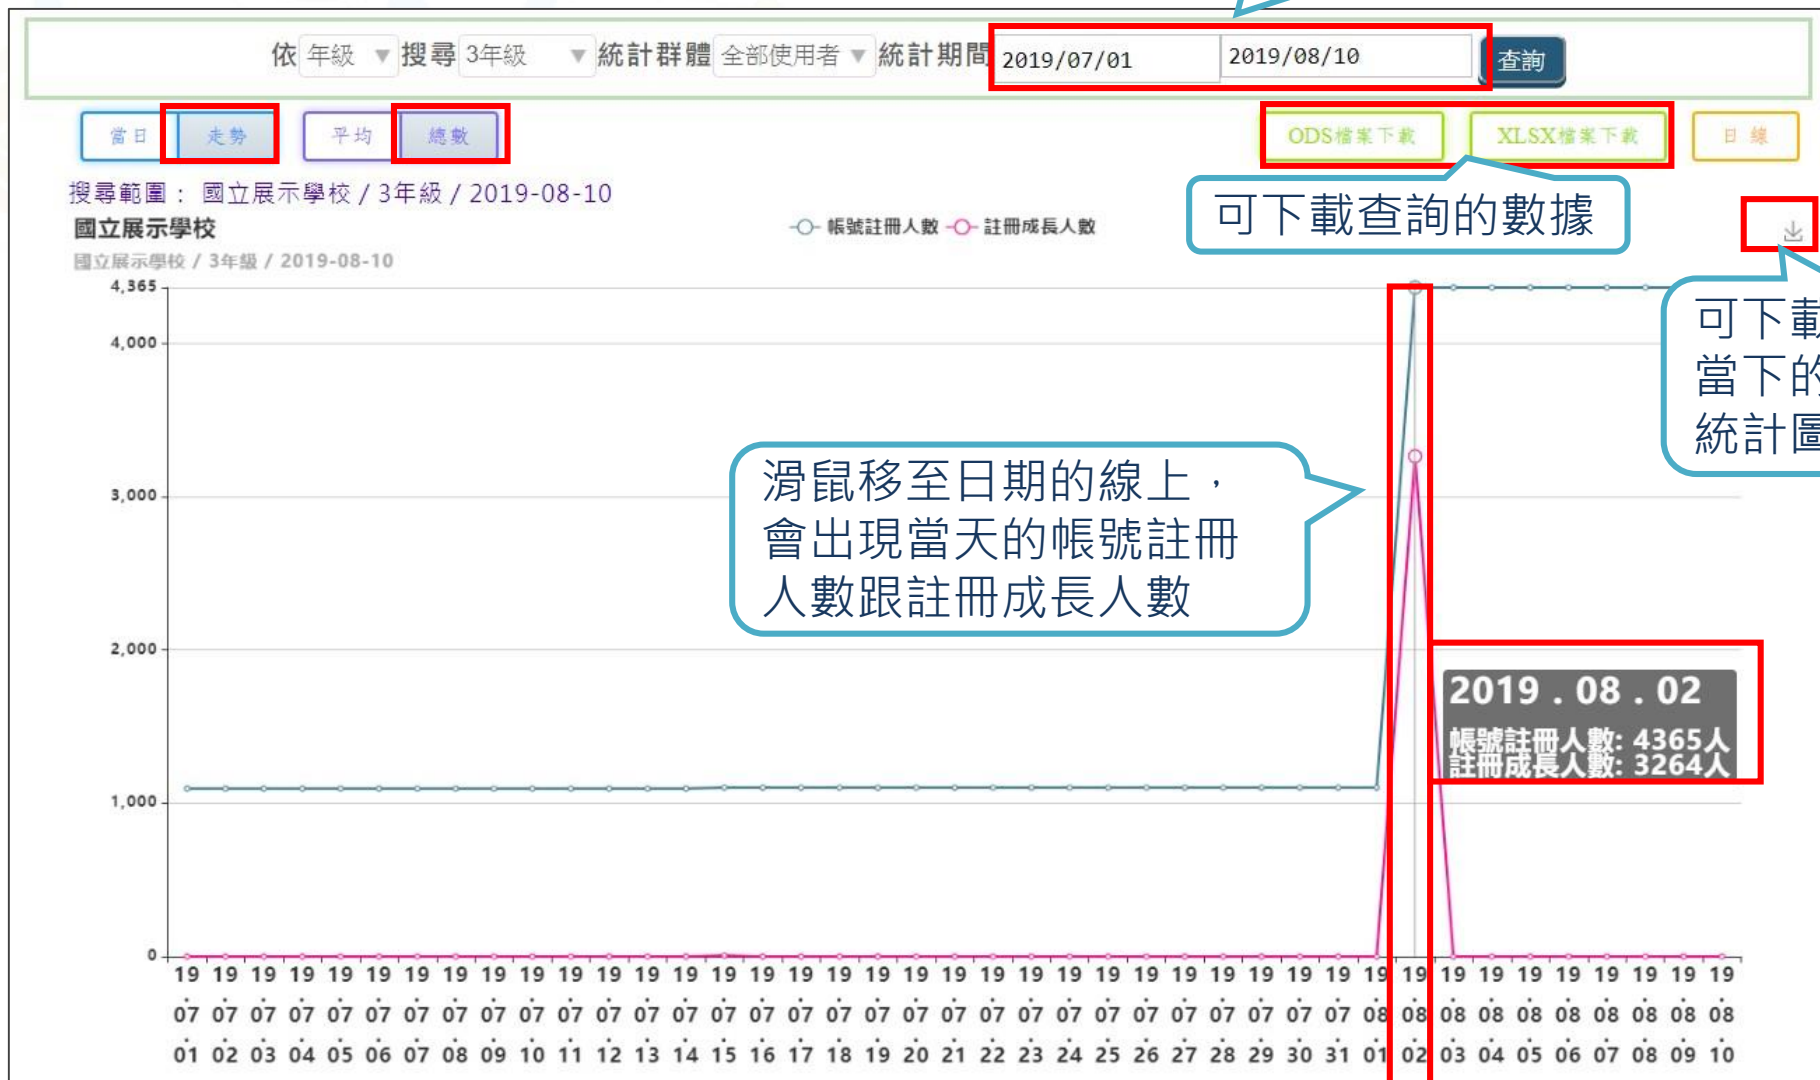 依 年級 ▼ 搜尋 3年級 ▼ 統計群體 全部使用者 ▼ 統計期間 2019/07/01 2019/08/10 查詢
當日 走勢 平均 總數 ODS檔案下載 XLSX檔案下載 日線
搜尋範圍： 國立展示學校 / 3年級 / 2019-08-10
可下載查詢的數據
國立展示學校
帳號註冊人數 註冊成長人數
國立展示學校 / 3年級 / 2019-08-10
可下載
當下的
統計圖
滑鼠移至日期的線上，
會出現當天的帳號註冊
人數跟註冊成長人數
2019 . 08 . 02
帳號註冊人數: 4365人
註冊成長人數: 3264人
4,365
4,000
3,000
2,000
1,000
0
19 19 19 19 19 19 19 19 19 19 19 19 19 19 19 19 19 19 19 19 19 19 19 19 19 19 19 19 19 19 19 19 19 19 19 19 19 19 19 19 19
. . . . . . . . . . . . . . . . . . . . . . . . . . . . . . . . . . . . . . . . .
07 07 07 07 07 07 07 07 07 07 07 07 07 07 07 07 07 07 07 07 07 07 07 07 07 07 07 07 07 07 07 08 08 08 08 08 08 08 08 08 08
. . . . . . . . . . . . . . . . . . . . . . . . . . . . . . . . . . . . . . . . .
01 02 03 04 05 06 07 08 09 10 11 12 13 14 15 16 17 18 19 20 21 22 23 24 25 26 27 28 29 30 31 01 02 03 04 05 06 07 08 09 10